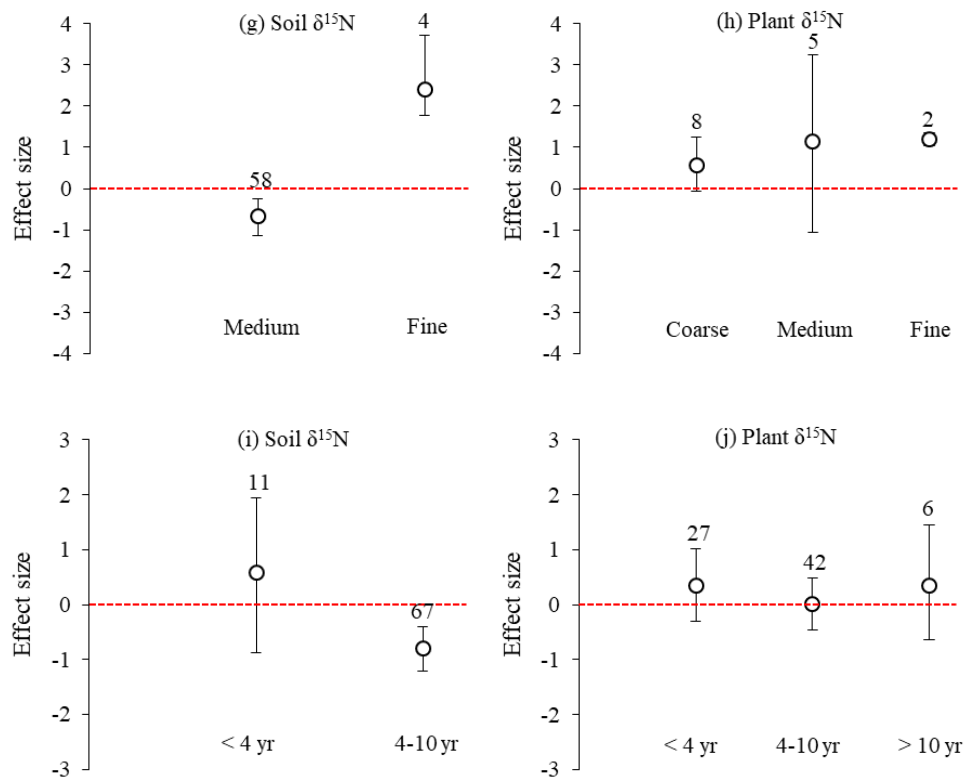 (g) Soil δ¹⁵N
Effect size
4
3
2
1
0
-1
-2
-3
-4
58
4
Medium
Fine
(h) Plant δ¹⁵N
Effect size
4
3
2
1
0
-1
-2
-3
-4
8
5
2
Coarse
Medium
Fine
(i) Soil δ¹⁵N
Effect size
3
2
1
0
-1
-2
-3
11
67
< 4 yr
4-10 yr
(j) Plant δ¹⁵N
Effect size
3
2
1
0
-1
-2
-3
27
42
6
< 4 yr
4-10 yr
> 10 yr